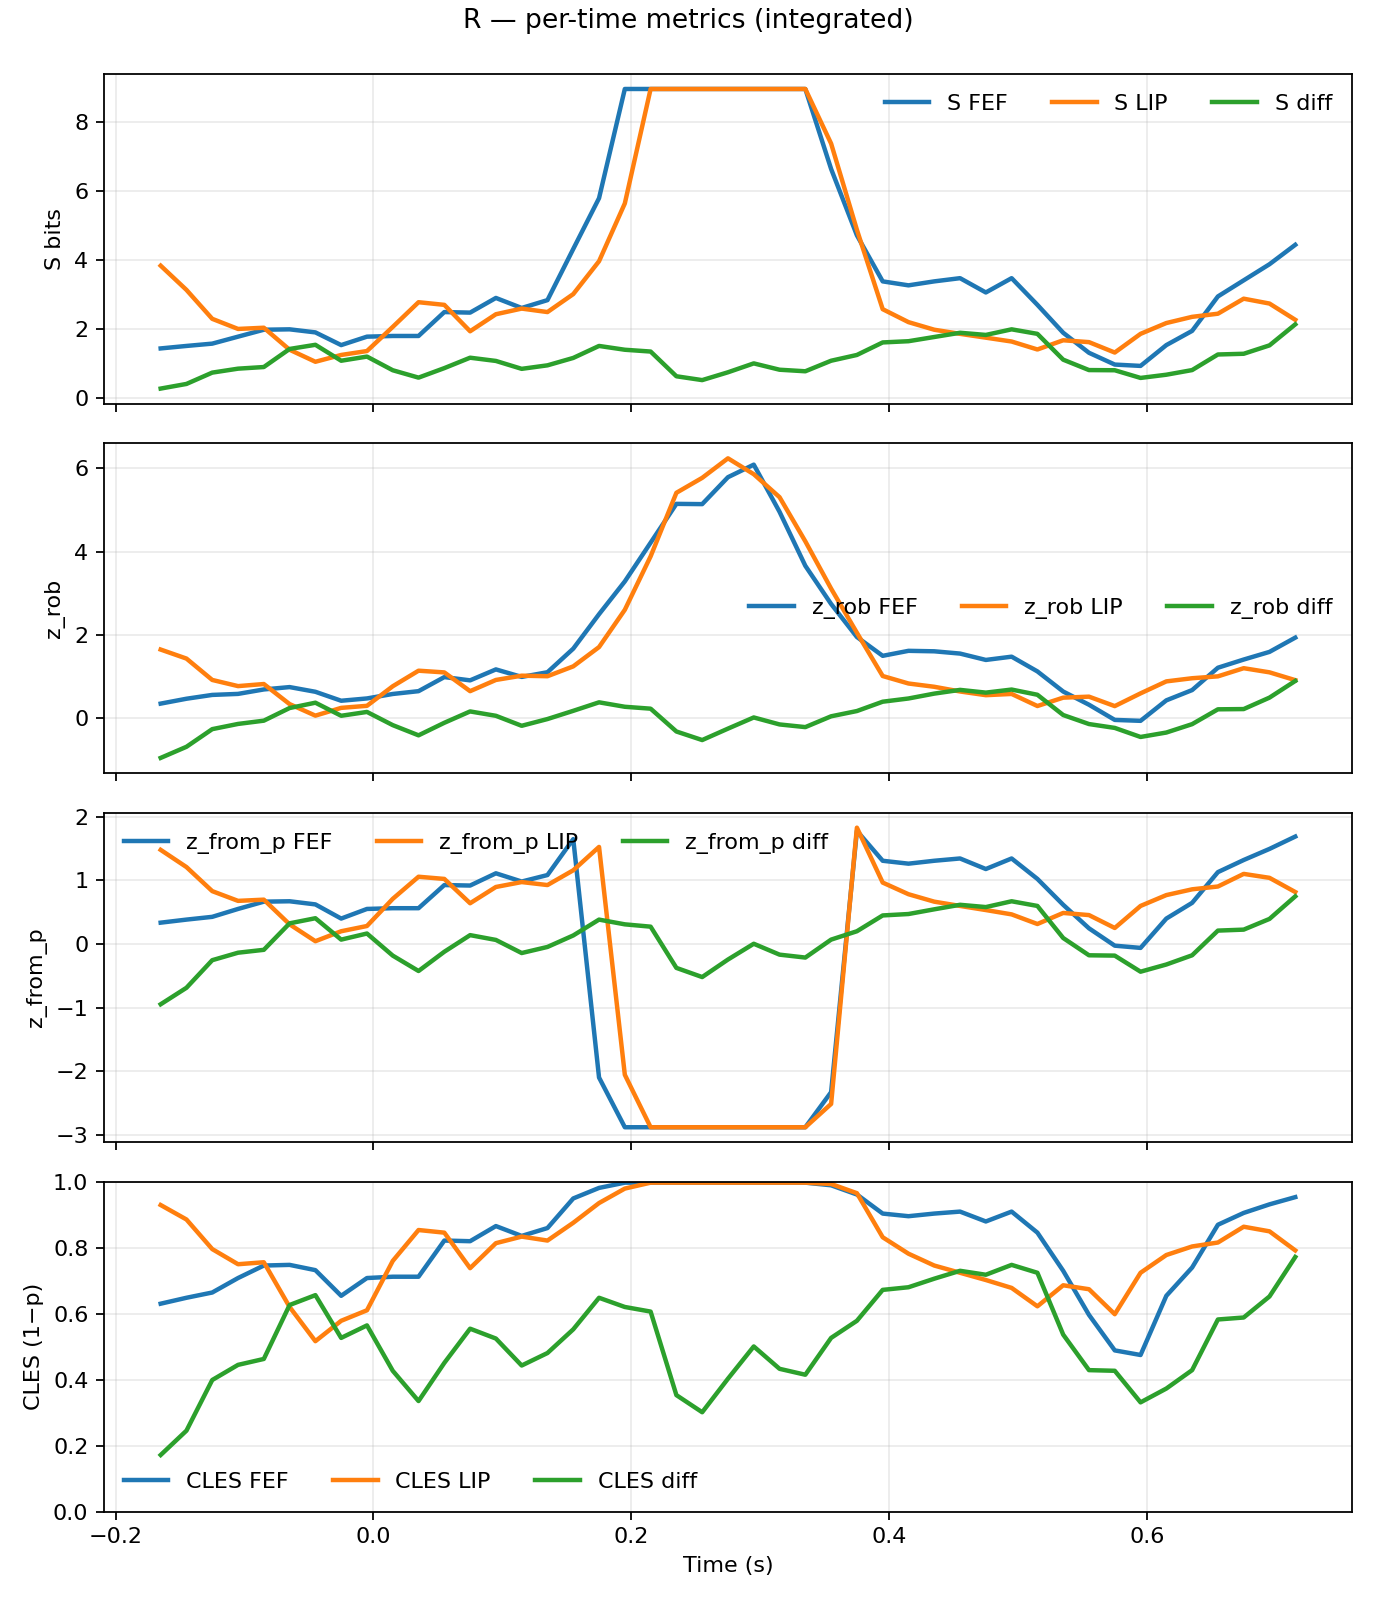 R — per-time metrics (integrated)
S FEF S LIP S diff
8
6
4
2
0
S bits
z_rob FEF z_rob LIP z_rob diff
6
4
2
0
z_rob
z_from_p FEF z_from_p LIP z_from_p diff
2
1
0
−1
−2
−3
z_from_p
1.0
0.8
0.6
0.4
0.2
0.0
CLES (1−p)
CLES FEF CLES LIP CLES diff
−0.2 0.0 0.2 0.4 0.6
Time (s)